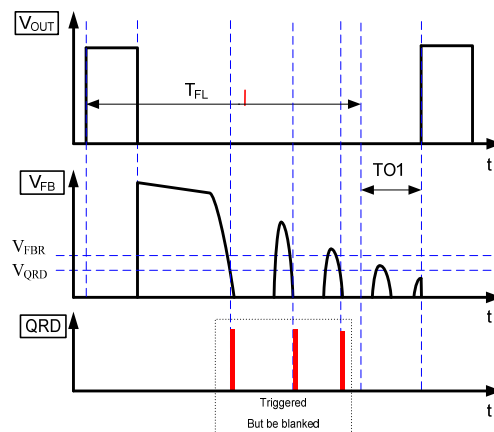 VOUT
TFL
t
VFB
TO1
VFBR
VQRD
t
QRD
Triggered
But be blanked
t